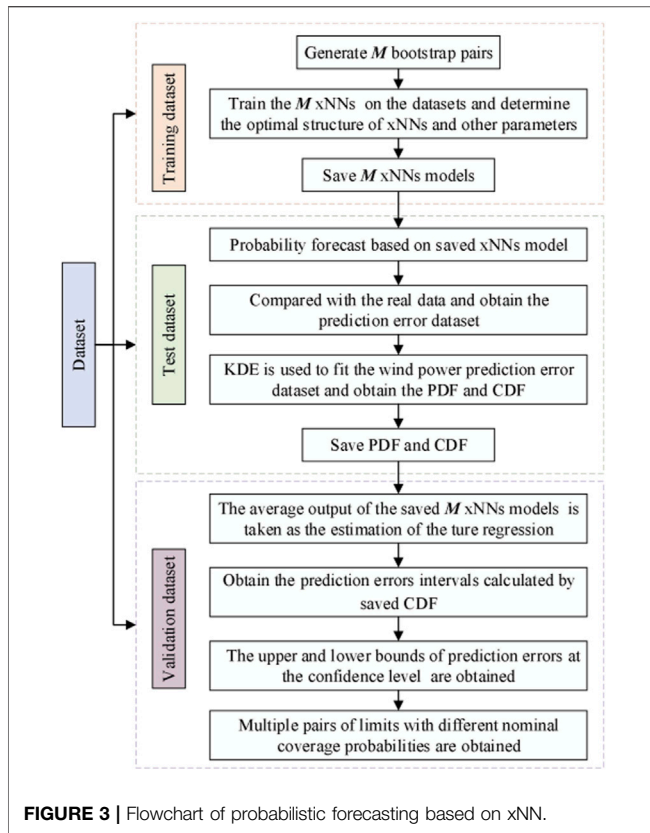 Dataset
Training dataset
Generate M bootstrap pairs
Train the M xNNs on the datasets and determine
the optimal structure of xNNs and other parameters
Save M xNNs models
Test dataset
Probability forecast based on saved xNNs model
Compared with the real data and obtain the
prediction error dataset
KDE is used to fit the wind power prediction error
dataset and obtain the PDF and CDF
Save PDF and CDF
Validation dataset
The average output of the saved M xNNs models is
taken as the estimation of the ture regression
Obtain the prediction errors intervals calculated by
saved CDF
The upper and lower bounds of prediction errors at
the confidence level are obtained
Multiple pairs of limits with different nominal
coverage probabilities are obtained
FIGURE 3 | Flowchart of probabilistic forecasting based on xNN.